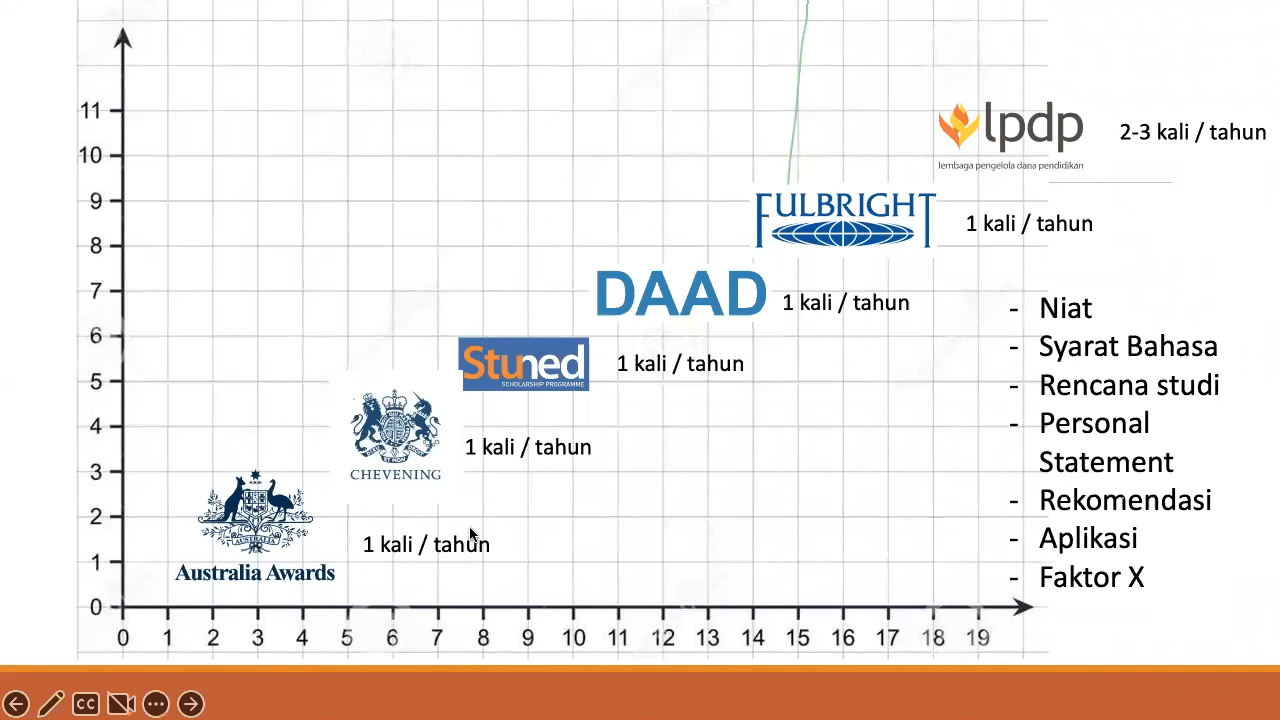 11
10
9
8
7
6
5
4
3
2
1
0
0 1 2 3 4 5 6 7 8 9 10 11 12 13 14 15 16 17 18 19
lpdp
lembaga pengelola dana pendidikan
2-3 kali / tahun
FULBRIGHT
1 kali / tahun
DAAD
1 kali / tahun
Stuned
SCHOLARSHIP PROGRAMME
1 kali / tahun
CHEVENING
1 kali / tahun
AUSTRALIA
Australia Awards
1 kali / tahun
- Niat
- Syarat Bahasa
- Rencana studi
- Personal
Statement
- Rekomendasi
- Aplikasi
- Faktor X
CC